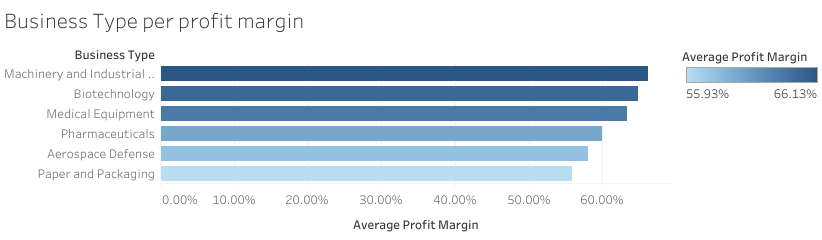 Business Type per profit margin
Business Type
Machinery and Industrial ..
Biotechnology
Medical Equipment
Pharmaceuticals
Aerospace Defense
Paper and Packaging
0.00% 10.00% 20.00% 30.00% 40.00% 50.00% 60.00%
Average Profit Margin
Average Profit Margin
55.93% 66.13%